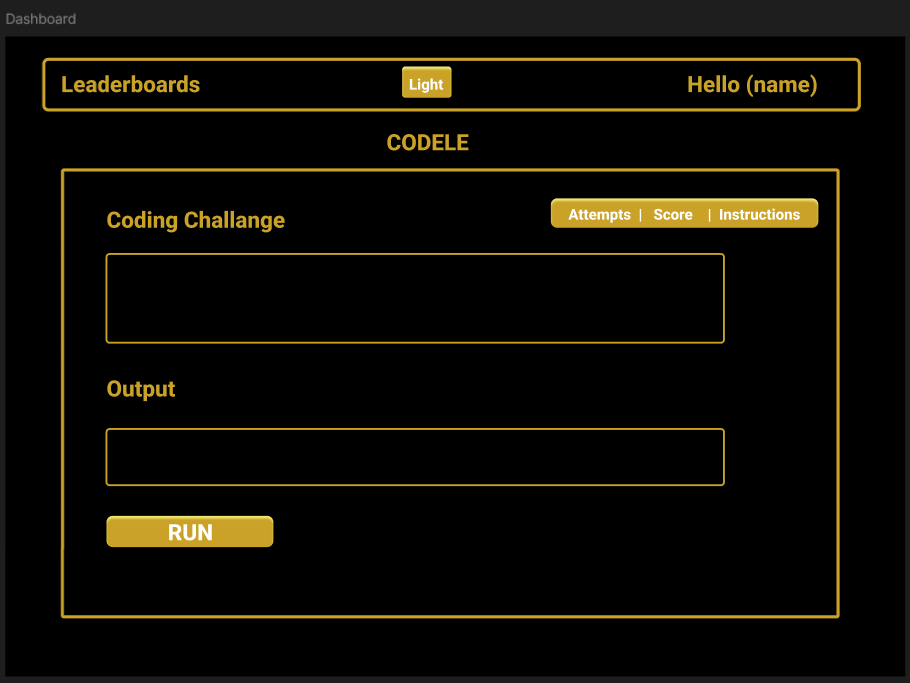 Dashboard
Leaderboards
Light
Hello (name)
CODELE
Coding Challange
Attempts | Score | Instructions
Output
RUN